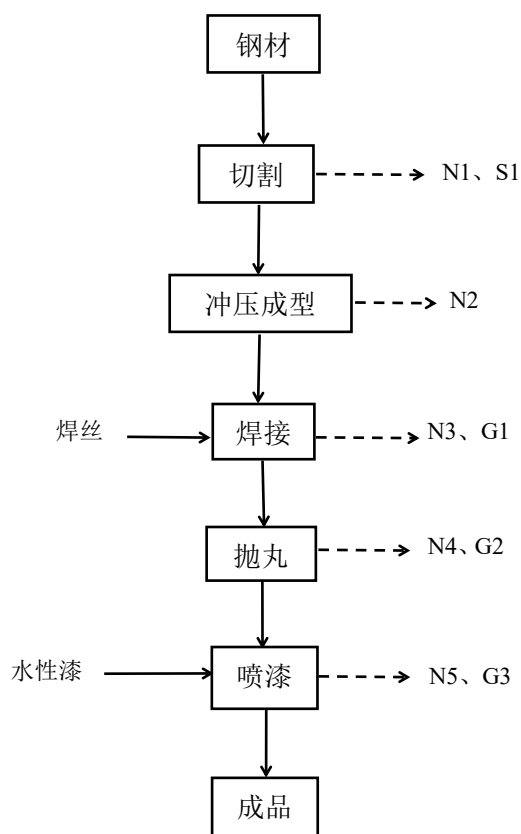 钢材
切割
N1、S1
冲压成型
N2
焊丝
焊接
N3、G1
抛丸
N4、G2
水性漆
喷漆
N5、G3
成品